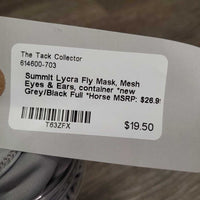 The Tack Collector
614600-703
Summit Lycra Fly Mask, Mesh
Eyes & Ears, container *new
Grey/Black Full *Horse MSRP: $26.9
T63ZFX
$19.50